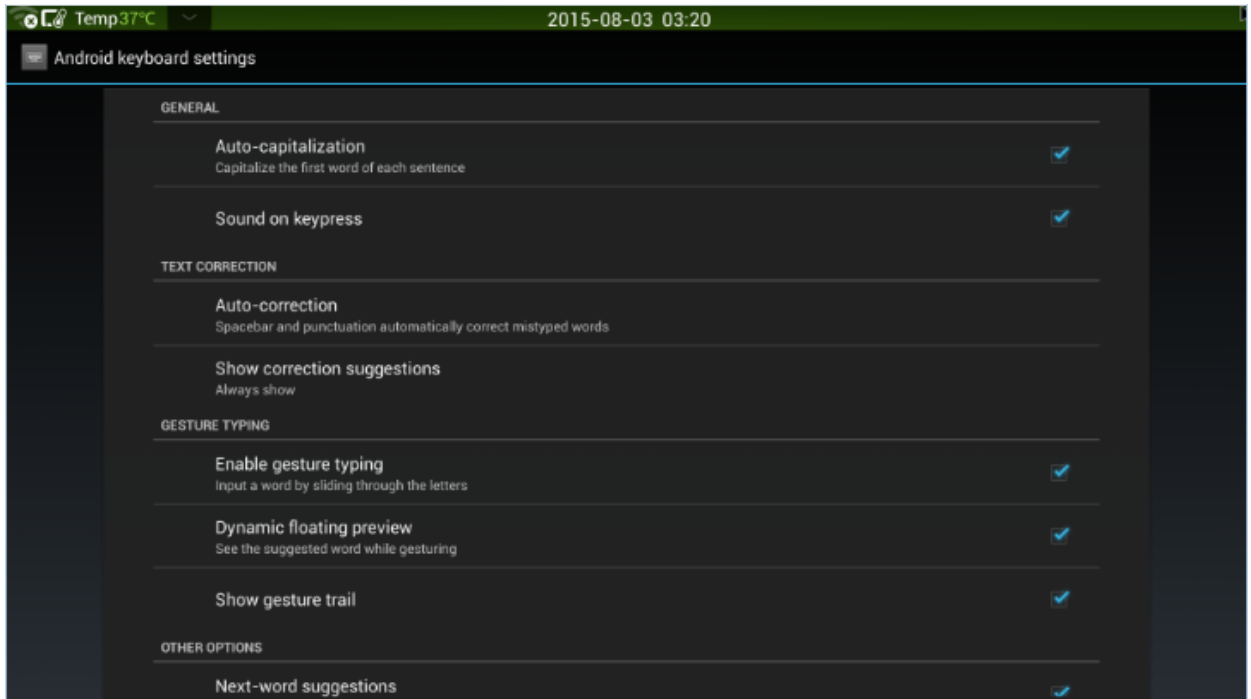 Temp37°C
2015-08-03 03:20
Android keyboard settings
GENERAL
Auto-capitalization
Capitalize the first word of each sentence
Sound on keypress
TEXT CORRECTION
Auto-correction
Spacebar and punctuation automatically correct mistyped words
Show correction suggestions
Always show
GESTURE TYPING
Enable gesture typing
Input a word by sliding through the letters
Dynamic floating preview
See the suggested word while gesturing
Show gesture trail
OTHER OPTIONS
Next-word suggestions